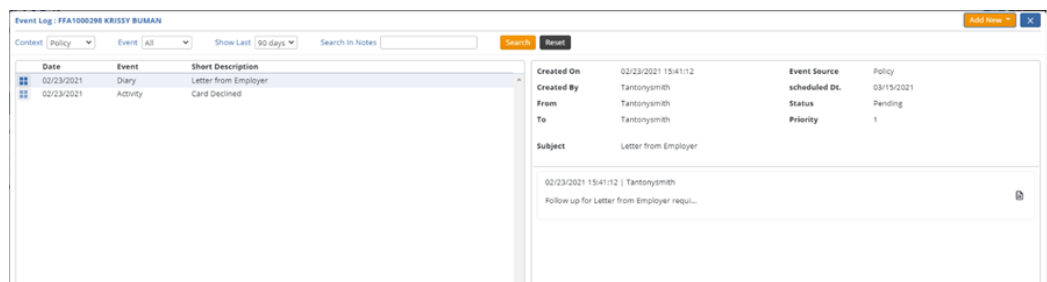 Event Log : FFA1000298 KRISSY BUMAN Add New X
Context Policy Event All Show Last 90 days Search In Notes Search Reset
Date Event Short Description
02/23/2021 Diary Letter from Employer
02/23/2021 Activity Card Declined
Created On 02/23/2021 15:41:12 Event Source Policy
Created By Tantonysmith scheduled Dt. 03/15/2021
From Tantonysmith Status Pending
To Tantonysmith Priority 1
Subject Letter from Employer
02/23/2021 15:41:12 | Tantonysmith
Follow up for Letter from Employer requi...